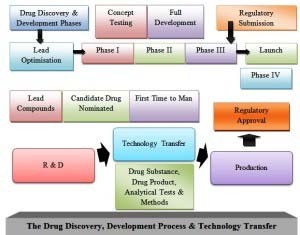 Drug Discovery &
Development Phases
Concept
Testing
Full
Development
Regulatory
Submission
Lead
Optimisation
Phase I
Phase II
Phase III
Launch
Phase IV
Lead
Compounds
Candidate Drug
Nominated
First Time to Man
Regulatory
Approval
Technology Transfer
R & D
Drug Substance,
Drug Product,
Analytical Tests &
Methods
Production
The Drug Discovery, Development Process & Technology Transfer